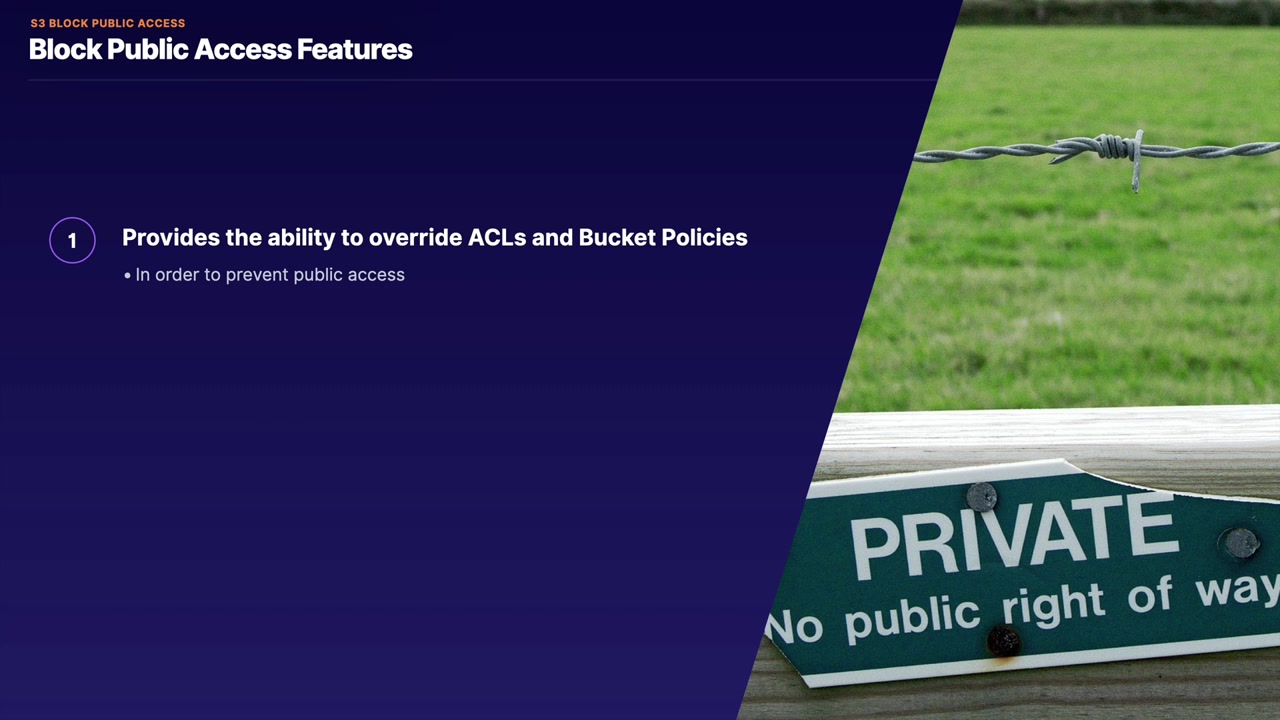 S3 BLOCK PUBLIC ACCESS
Block Public Access Features
1
Provides the ability to override ACLs and Bucket Policies
• In order to prevent public access
PRIVATE
No public right of way